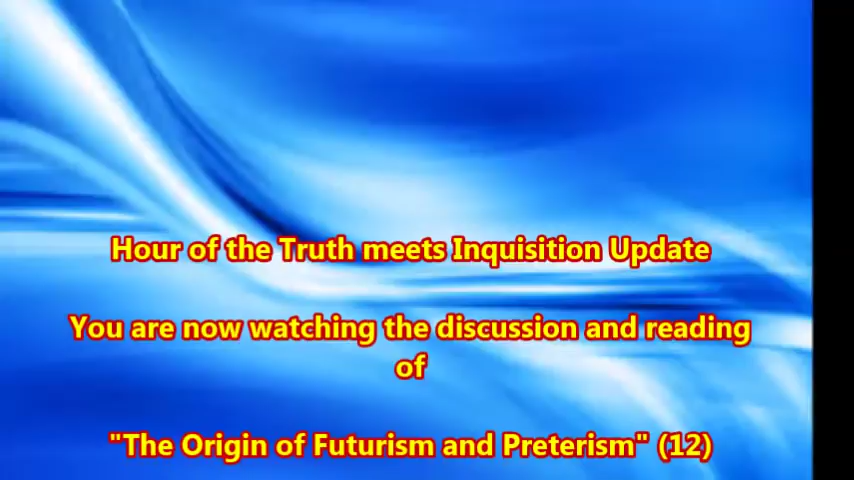 Hour of the Truth meets Inquisition Update
You are now watching the discussion and reading
of
"The Origin of Futurism and Preterism" (12)